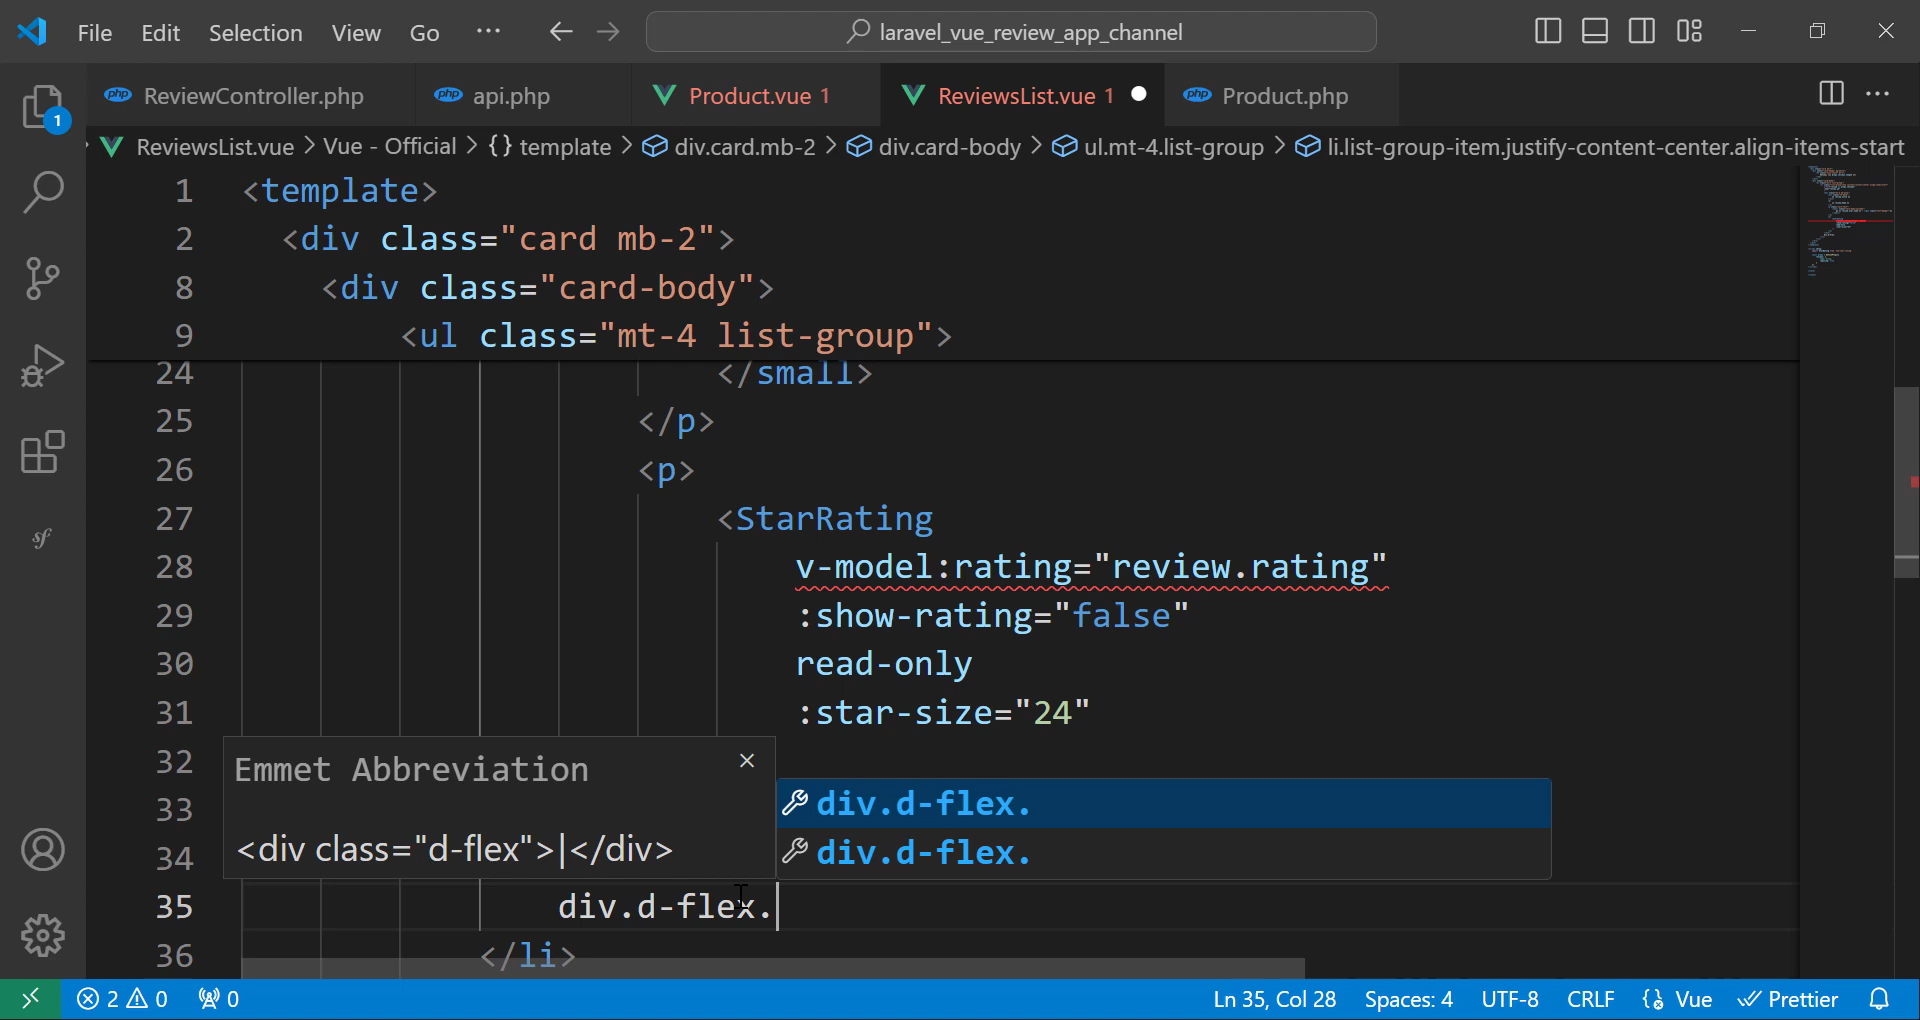 File Edit Selection View Go ··· laravel_vue_review_app_channel
1
php ReviewController.php php api.php Product.vue 1 ReviewsList.vue 1 php Product.php
ReviewsList.vue > Vue - Official > {} template > div.card.mb-2 > div.card-body > ul.mt-4.list-group > li.list-group-item.justify-content-center.align-items-start
1 <template>
2 <div class="card mb-2">
8 <div class="card-body">
9 <ul class="mt-4 list-group">
24 </small>
25 </p>
26 <p>
27 <StarRating
28 v-model:rating="review.rating"
29 :show-rating="false"
30 read-only
31 :star-size="24"
32
33
34
Emmet Abbreviation
<div class="d-flex">|</div>
div.d-flex.
div.d-flex.
35 div.d-flex.
36 </li>
2 0 0 Ln 35, Col 28 Spaces: 4 UTF-8 CRLF Vue Prettier